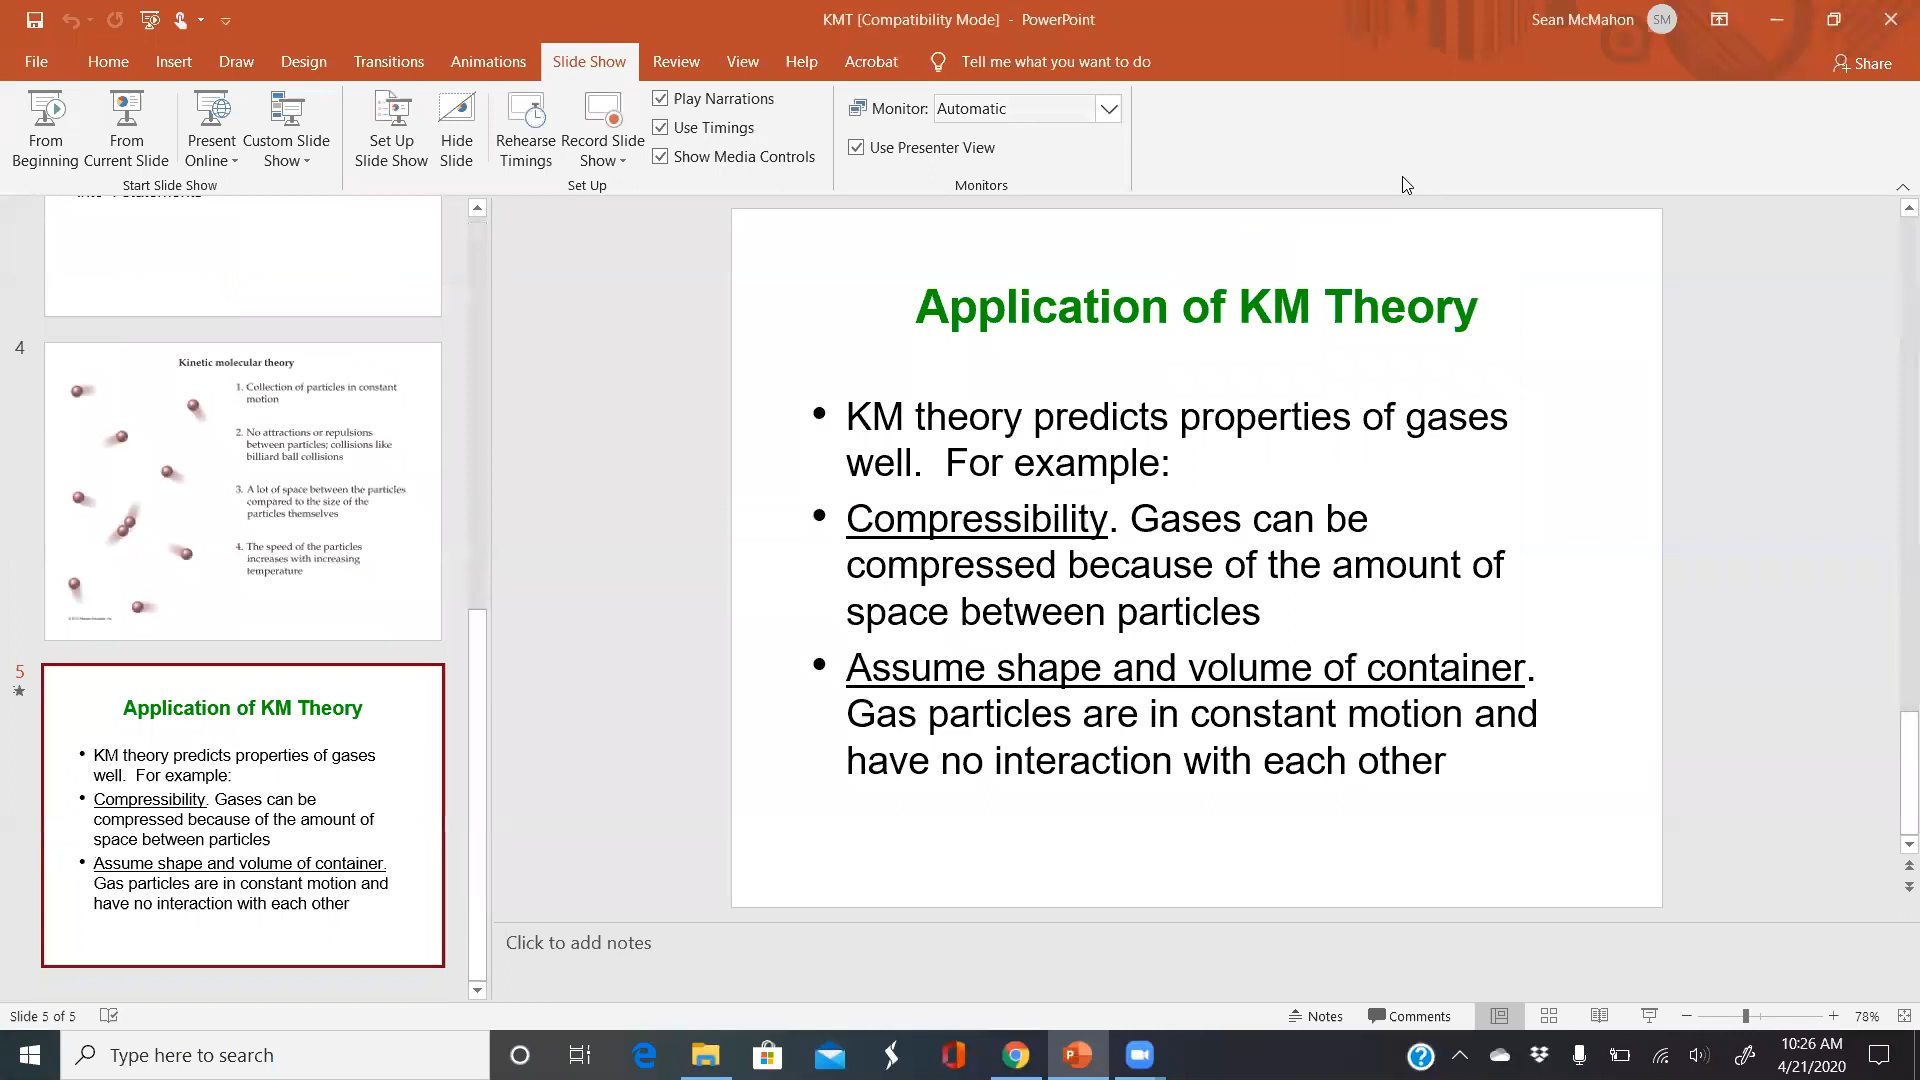 KMT [Compatibility Mode] - PowerPoint
Sean McMahon
SM
File Home Insert Draw Design Transitions Animations Slide Show Review View Help Acrobat Tell me what you want to do
Share
From Beginning
From Current Slide
Present Online
Custom Slide Show
Start Slide Show
Set Up Slide Show
Hide Slide
Rehearse Timings
Record Slide Show
Play Narrations
Use Timings
Show Media Controls
Set Up
Monitor: Automatic
Use Presenter View
Monitors
4
Kinetic molecular theory
1. Collection of particles in constant
motion
2. No attractions or repulsions
between particles; collisions like
billiard ball collisions
3. A lot of space between the particles
compared to the size of the
particles themselves
4. The speed of the particles
increases with increasing
temperature
5
Application of KM Theory
• KM theory predicts properties of gases
well. For example:
• Compressibility. Gases can be
compressed because of the amount of
space between particles
• Assume shape and volume of container.
Gas particles are in constant motion and
have no interaction with each other
Application of KM Theory
• KM theory predicts properties of gases
well. For example:
• Compressibility. Gases can be
compressed because of the amount of
space between particles
• Assume shape and volume of container.
Gas particles are in constant motion and
have no interaction with each other
Click to add notes
Slide 5 of 5
Notes
Comments
78%
Type here to search
10:26 AM
4/21/2020